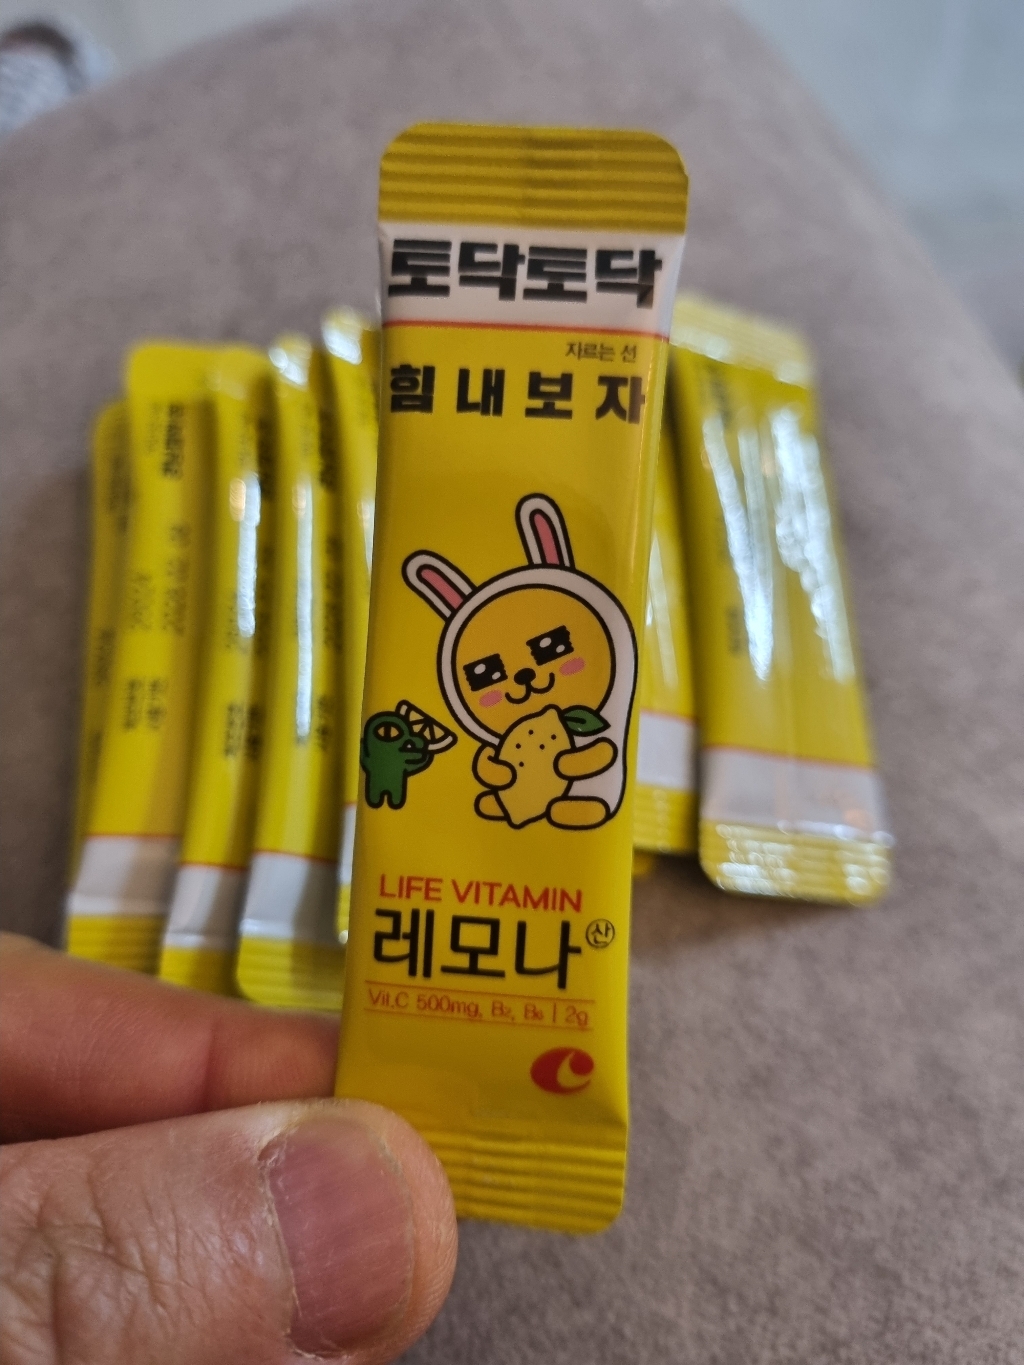 토닥토닥
자르는 선
힘내보자
LIFE VITAMIN
레모나산
Vit.C 500mg, B₂, B₆ | 2g